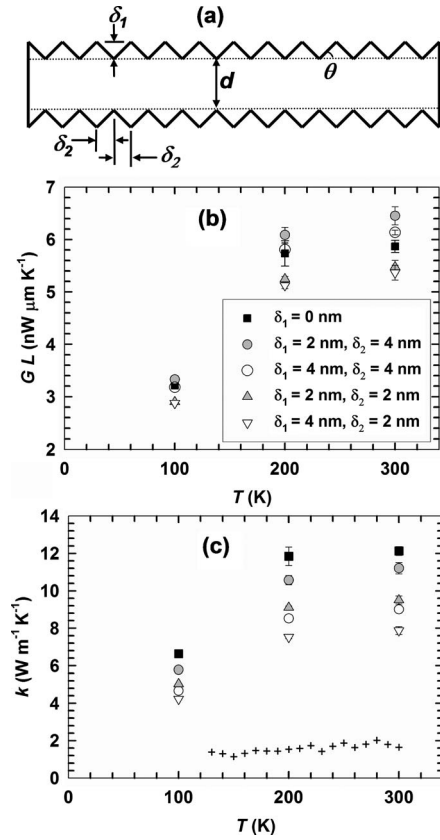 (a)
δ₁
d
θ
δ₂
δ₂
(b)
G L (nW μm K⁻¹)
7
6
5
4
3
2
δ₁ = 0 nm
δ₁ = 2 nm, δ₂ = 4 nm
δ₁ = 4 nm, δ₂ = 4 nm
δ₁ = 2 nm, δ₂ = 2 nm
δ₁ = 4 nm, δ₂ = 2 nm
0 100 200 300
T (K)
(c)
k (W m⁻¹ K⁻¹)
14
12
10
8
6
4
2
0
0 100 200 300
T (K)